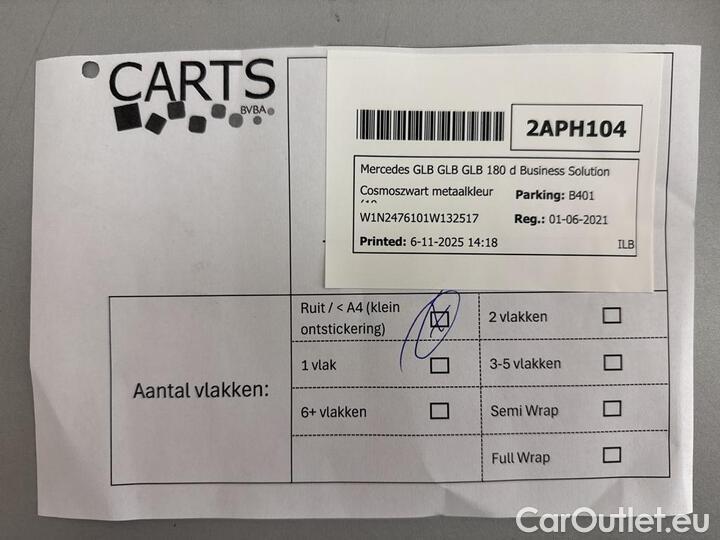 CARTS
BVBA
2APH104
Mercedes GLB GLB GLB 180 d Business Solution
Cosmoszwart metaalkleur
Parking: B401
W1N2476101W132517
Reg.: 01-06-2021
Printed: 6-11-2025 14:18
ILB
Ruit / < A4 (klein
ontstickering)
2 vlakken
1 vlak
3-5 vlakken
Aantal vlakken:
6+ vlakken
Semi Wrap
Full Wrap
CarOutlet.eu